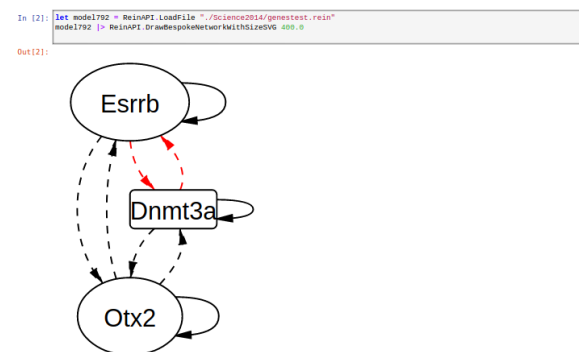 In [2]: let model792 = ReinAPI.LoadFile "./Science2014/genestest.rein"
model792 |> ReinAPI.DrawBespokeNetworkWithSizeSVG 400.0
Out[2]:
Esrrb
Dnmt3a
Otx2